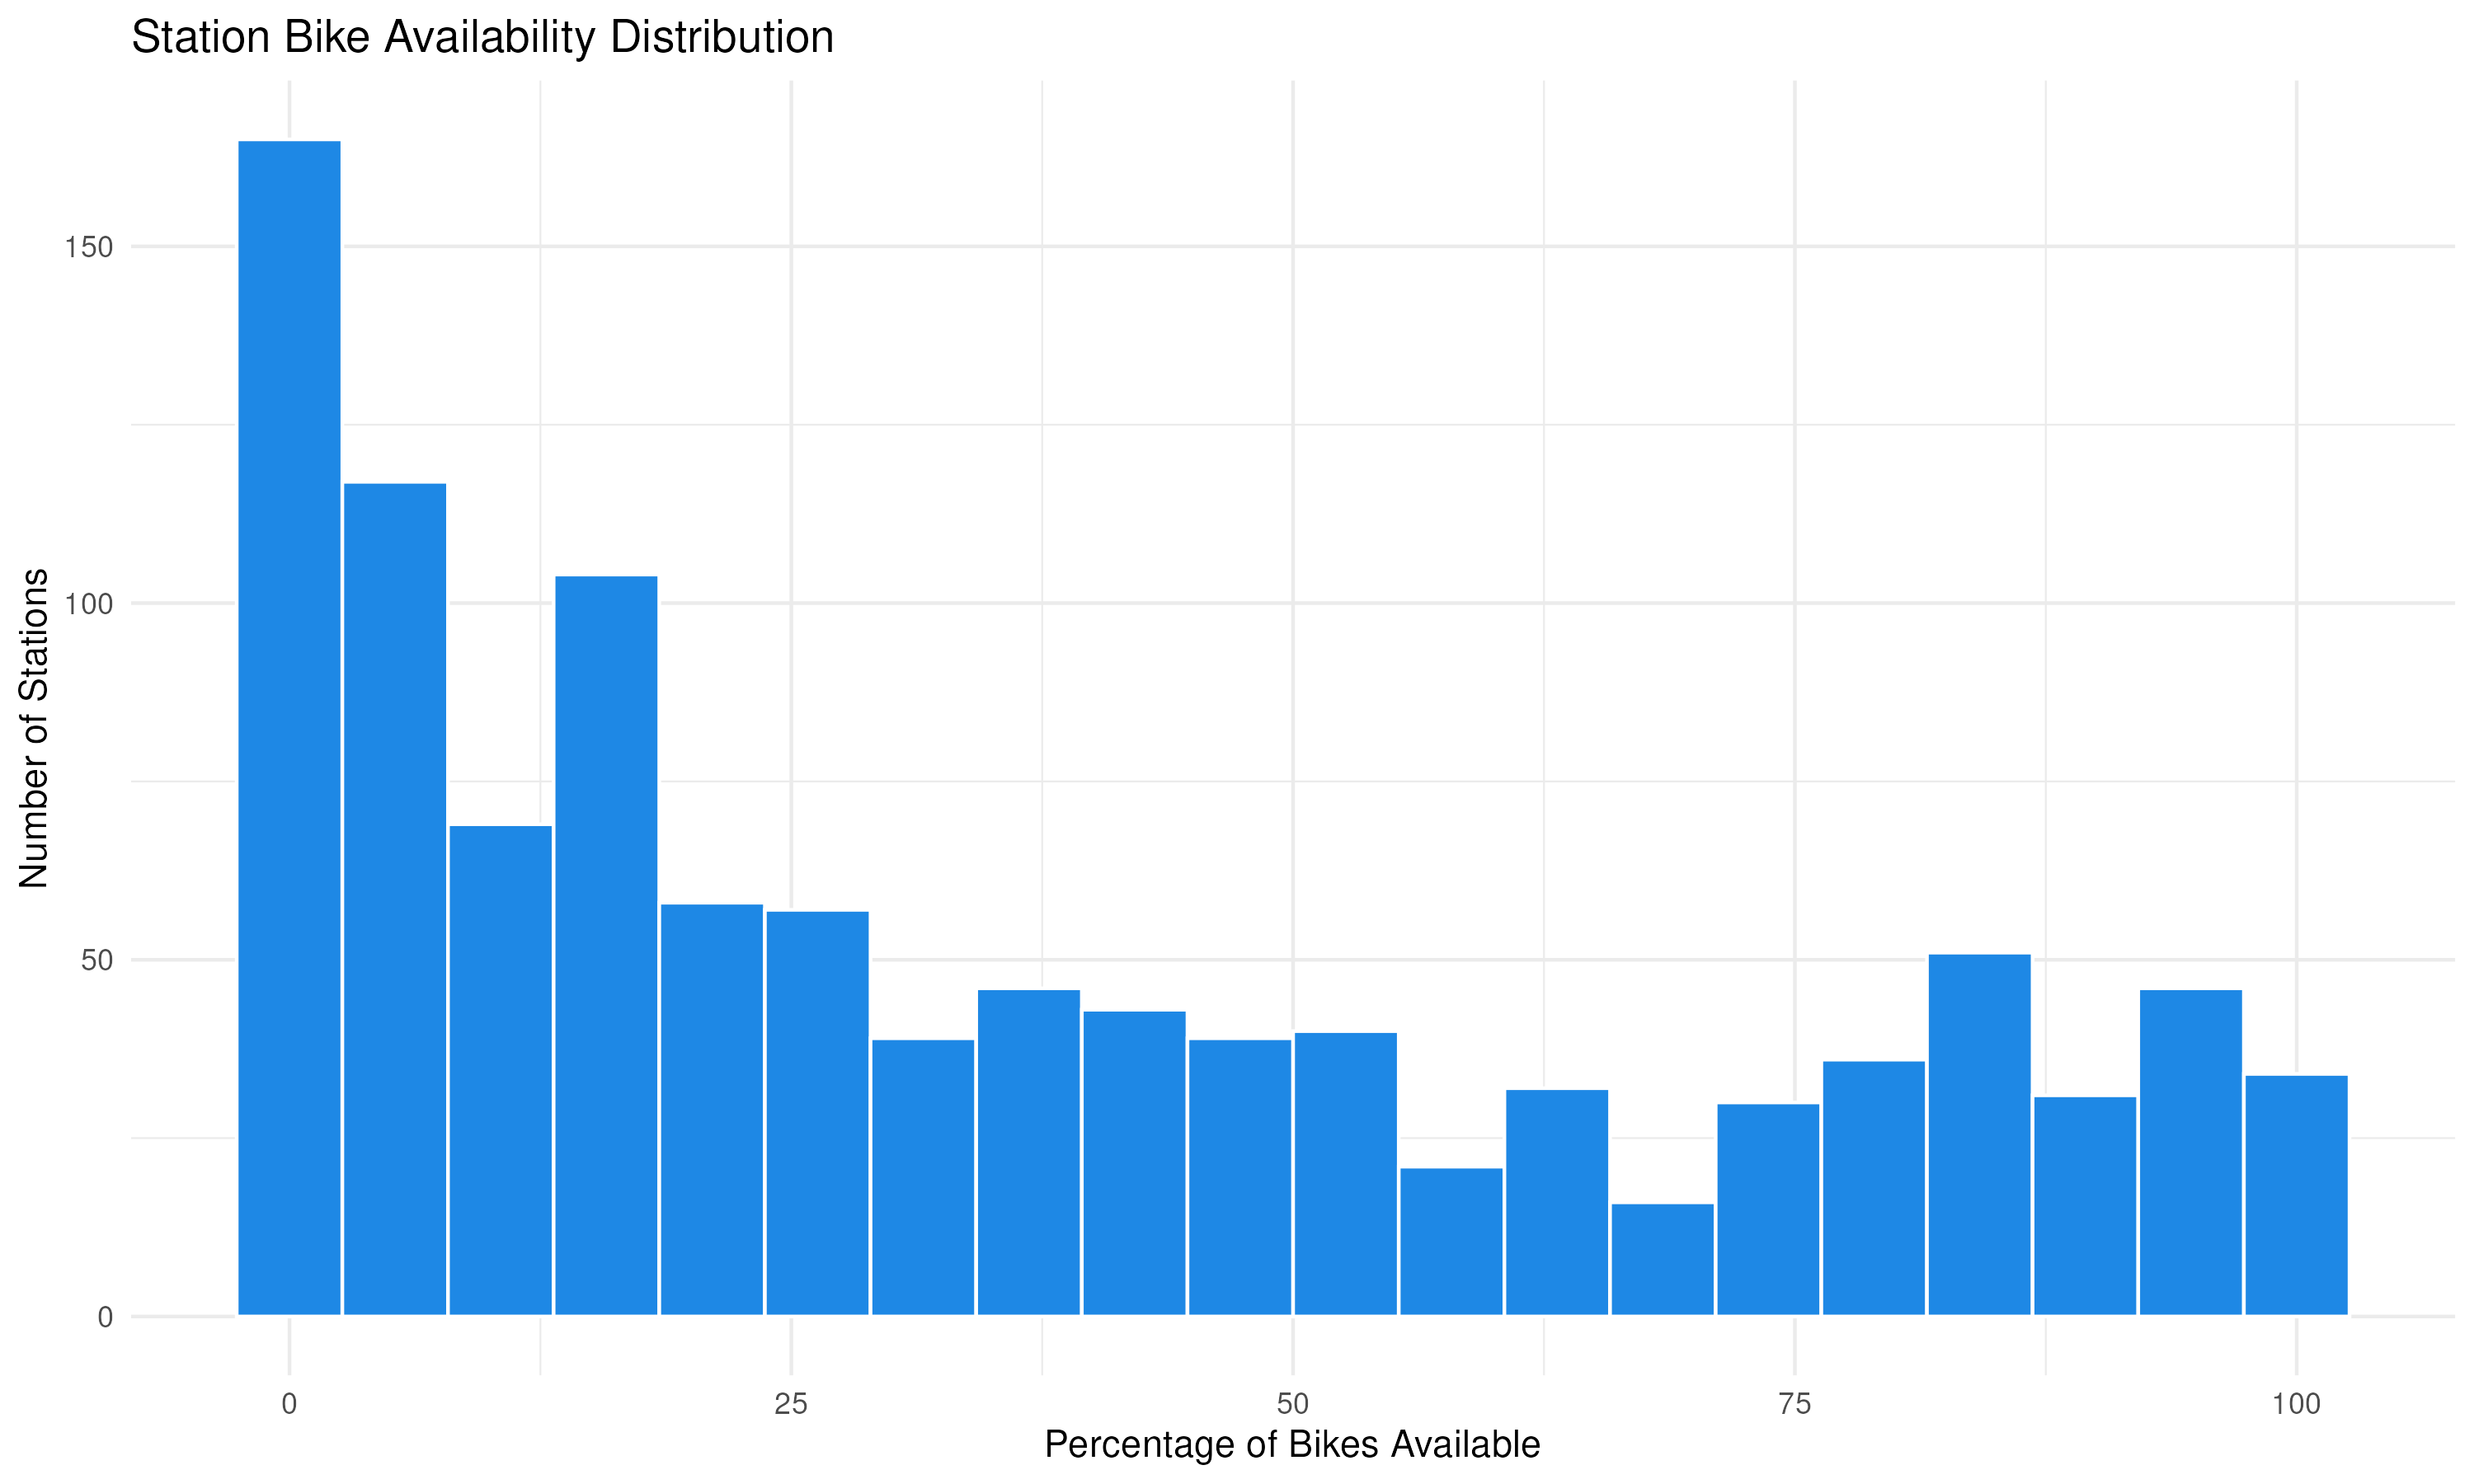 Station Bike Availability Distribution
Number of Stations
150
100
50
0
0 25 50 75 100
Percentage of Bikes Available